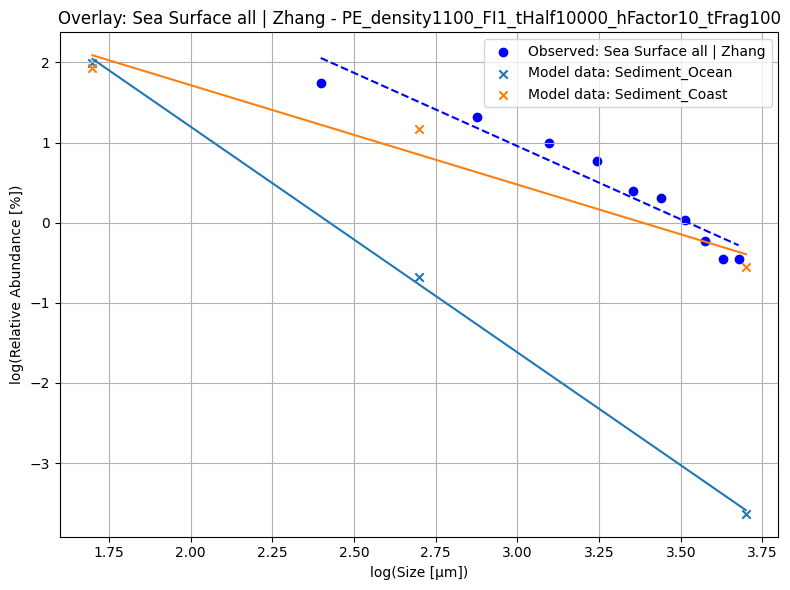 Overlay: Sea Surface all | Zhang - PE_density1100_FI1_tHalf10000_hFactor10_tFrag100
Observed: Sea Surface all | Zhang
Model data: Sediment_Ocean
Model data: Sediment_Coast
log(Relative Abundance [%])
2
1
0
−1
−2
−3
1.75
2.00
2.25
2.50
2.75
3.00
3.25
3.50
3.75
log(Size [μm])